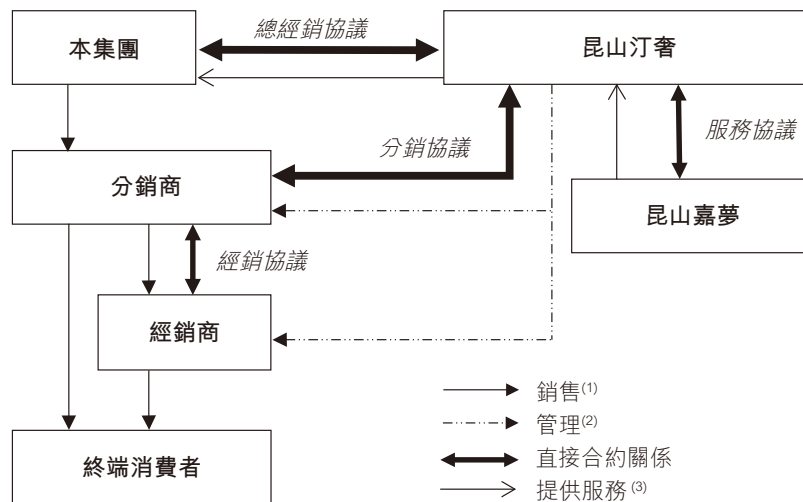 本集團
總經銷協議
昆山汀奢
分銷協議
服務協議
分銷商
昆山嘉夢
經銷協議
經銷商
終端消費者
銷售(1)
管理(2)
直接合約關係
提供服務(3)